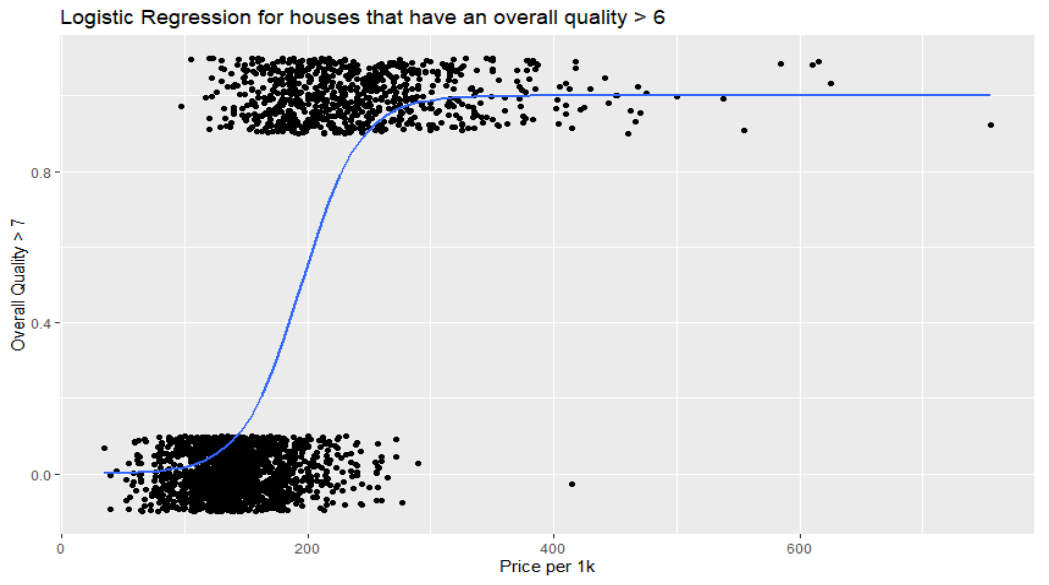 Logistic Regression for houses that have an overall quality > 6
Overall Quality > 7
0.8
0.4
0.0
0
200
400
600
Price per 1k